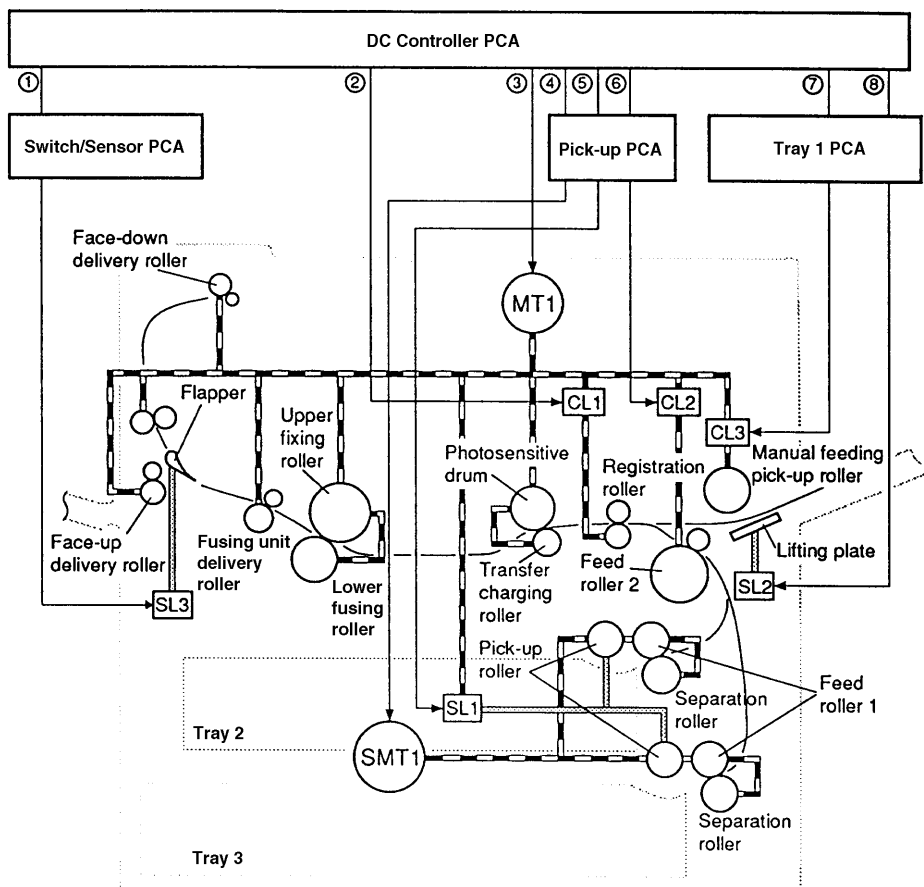 DC Controller PCA
① ② ③ ④ ⑤ ⑥ ⑦ ⑧
Switch/Sensor PCA
Pick-up PCA
Tray 1 PCA
Face-down
delivery roller
MT1
Flapper
CL1
CL2
CL3
Upper
fixing
roller
Photosensitive
drum
Registration
roller
Manual feeding
pick-up roller
Face-up
delivery roller
Fusing unit
delivery
roller
Lower
fusing
roller
Transfer
charging
roller
Feed
roller 2
Lifting plate
SL2
SL3
Pick-up
roller
Separation
roller
Feed
roller 1
SL1
Tray 2
SMT1
Separation
roller
Tray 3